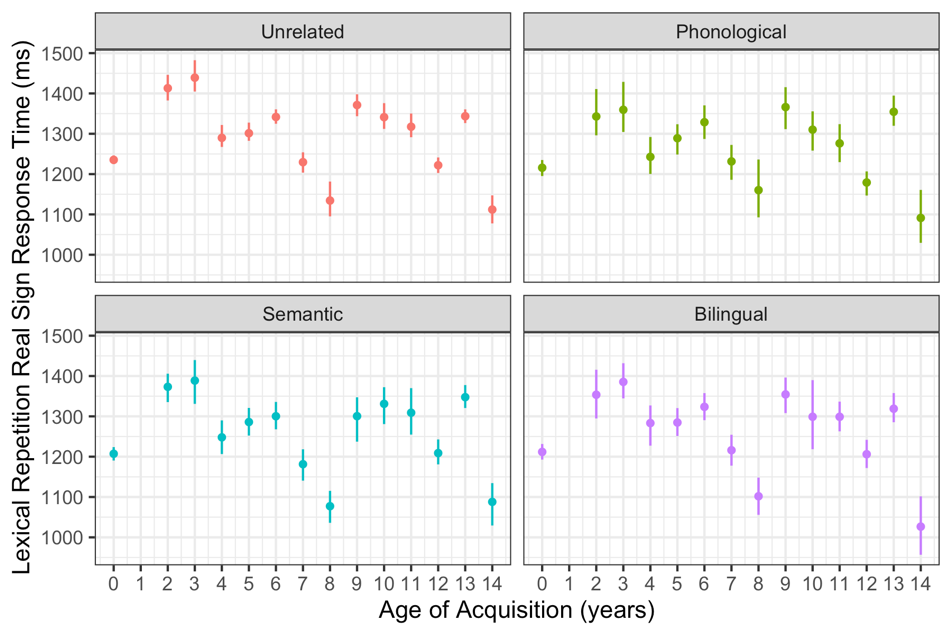 Lexical Repetition Real Sign Response Time (ms)
Unrelated
Phonological
1500
1400
1300
1200
1100
1000
Semantic
Bilingual
1500
1400
1300
1200
1100
1000
0 1 2 3 4 5 6 7 8 9 10 11 12 13 14
0 1 2 3 4 5 6 7 8 9 10 11 12 13 14
Age of Acquisition (years)